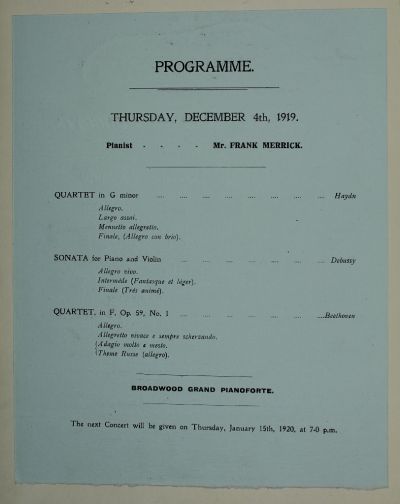 PROGRAMME.
THURSDAY, DECEMBER 4th, 1919.
Pianist . . . . Mr. FRANK MERRICK.
QUARTET in G minor .... .... .... .... .... .... .... Haydn
Allegro.
Largo assai.
Menuetto allegretto.
Finale, (Allegro con brio).
SONATA for Piano and Violin .... .... .... .... .... Debussy
Allegro vivo.
Intermède (Fantasque et léger).
Finale (Trés animé).
QUARTET, in F, Op. 59, No. 1 .... .... .... .... ....Beethoven
Allegro.
Allegretto vivace e sempre scherzando.
{Adagio molto e mesto.
{Theme Russe (allegro).
BROADWOOD GRAND PIANOFORTE.
The next Concert will be given on Thursday, January 15th, 1920, at 7-0 p.m.